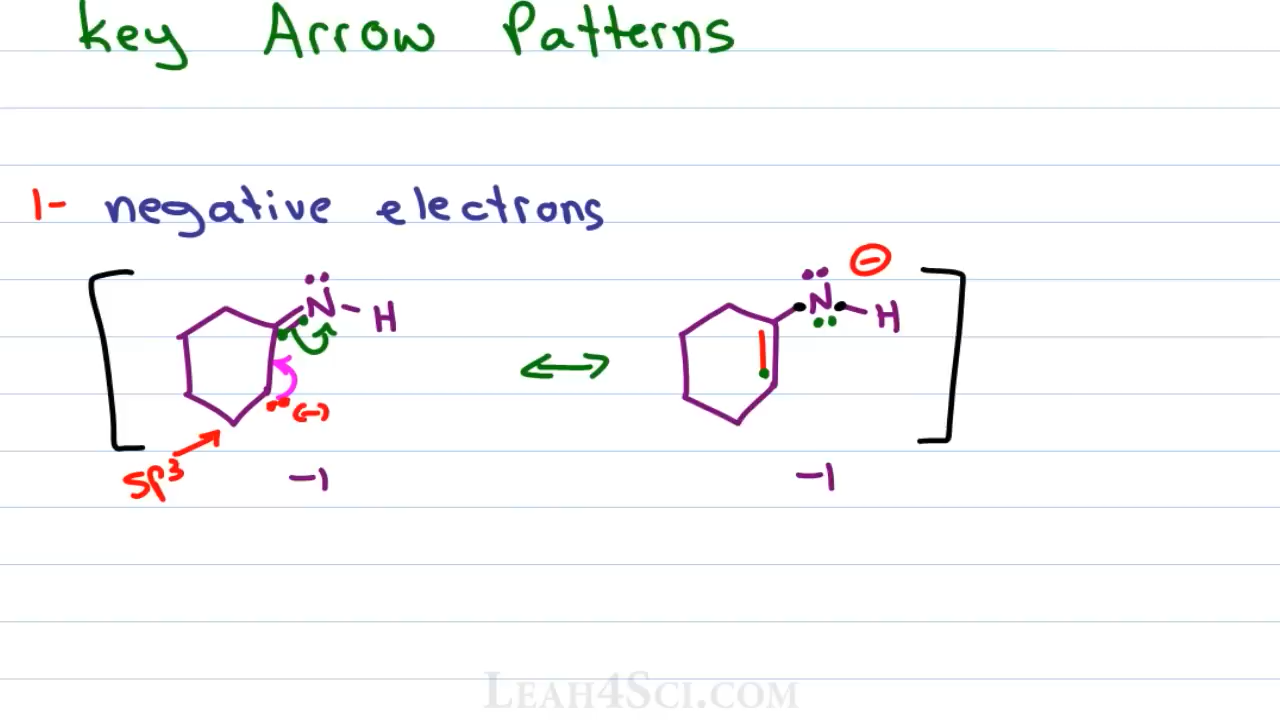 key Arrow Patterns
1- negative electrons
N - H
(-)
sp³
-1
N - H
-
-1
LEAH4SCI.COM